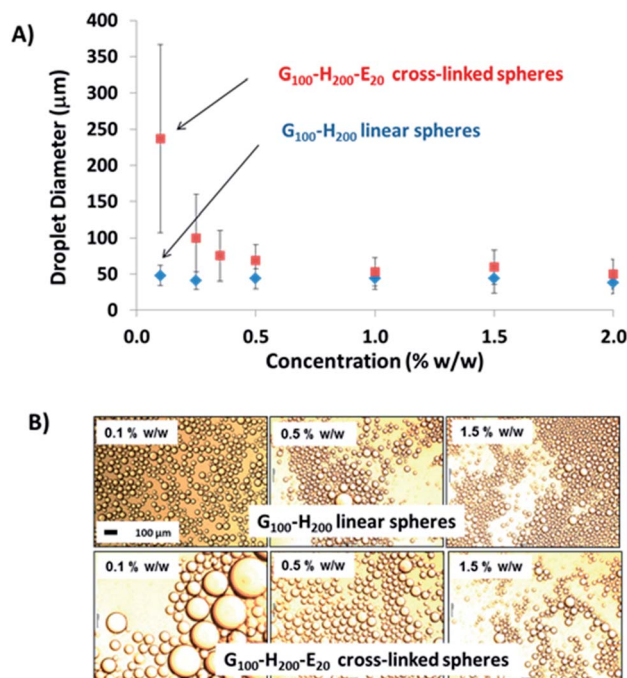 A)
400
350
300
250
200
150
100
50
0
Droplet Diameter (μm)
G₁₀₀-H₂₀₀-E₂₀ cross-linked spheres
G₁₀₀-H₂₀₀ linear spheres
0.0 0.5 1.0 1.5 2.0
Concentration (% w/w)
B)
0.1 % w/w 0.5 % w/w 1.5 % w/w
100 μm
G₁₀₀-H₂₀₀ linear spheres
0.1 % w/w 0.5 % w/w 1.5 % w/w
G₁₀₀-H₂₀₀-E₂₀ cross-linked spheres